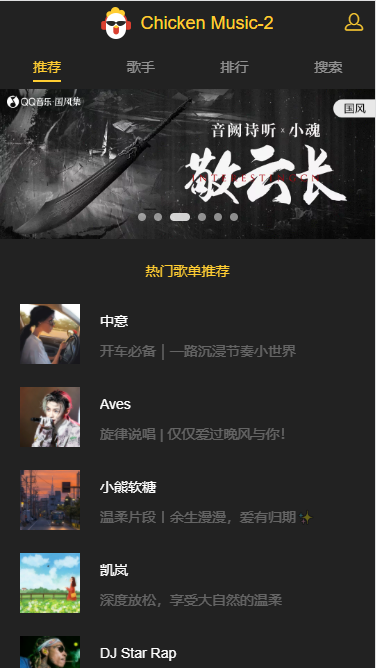 Chicken Music-2
推荐 歌手 排行 搜索
QQ音乐·国风集
国风
音阙诗听 × 小魂
敬云长
热门歌单推荐
中意
开车必备｜一路沉漫节奏小世界
Aves
旋律说唱 | 仅仅爱过晚风与你！
小熊软糖
温柔片段丨余生漫漫，爱有归期✨
凯岚
深度放松，享受大自然的温柔
DJ Star Rap